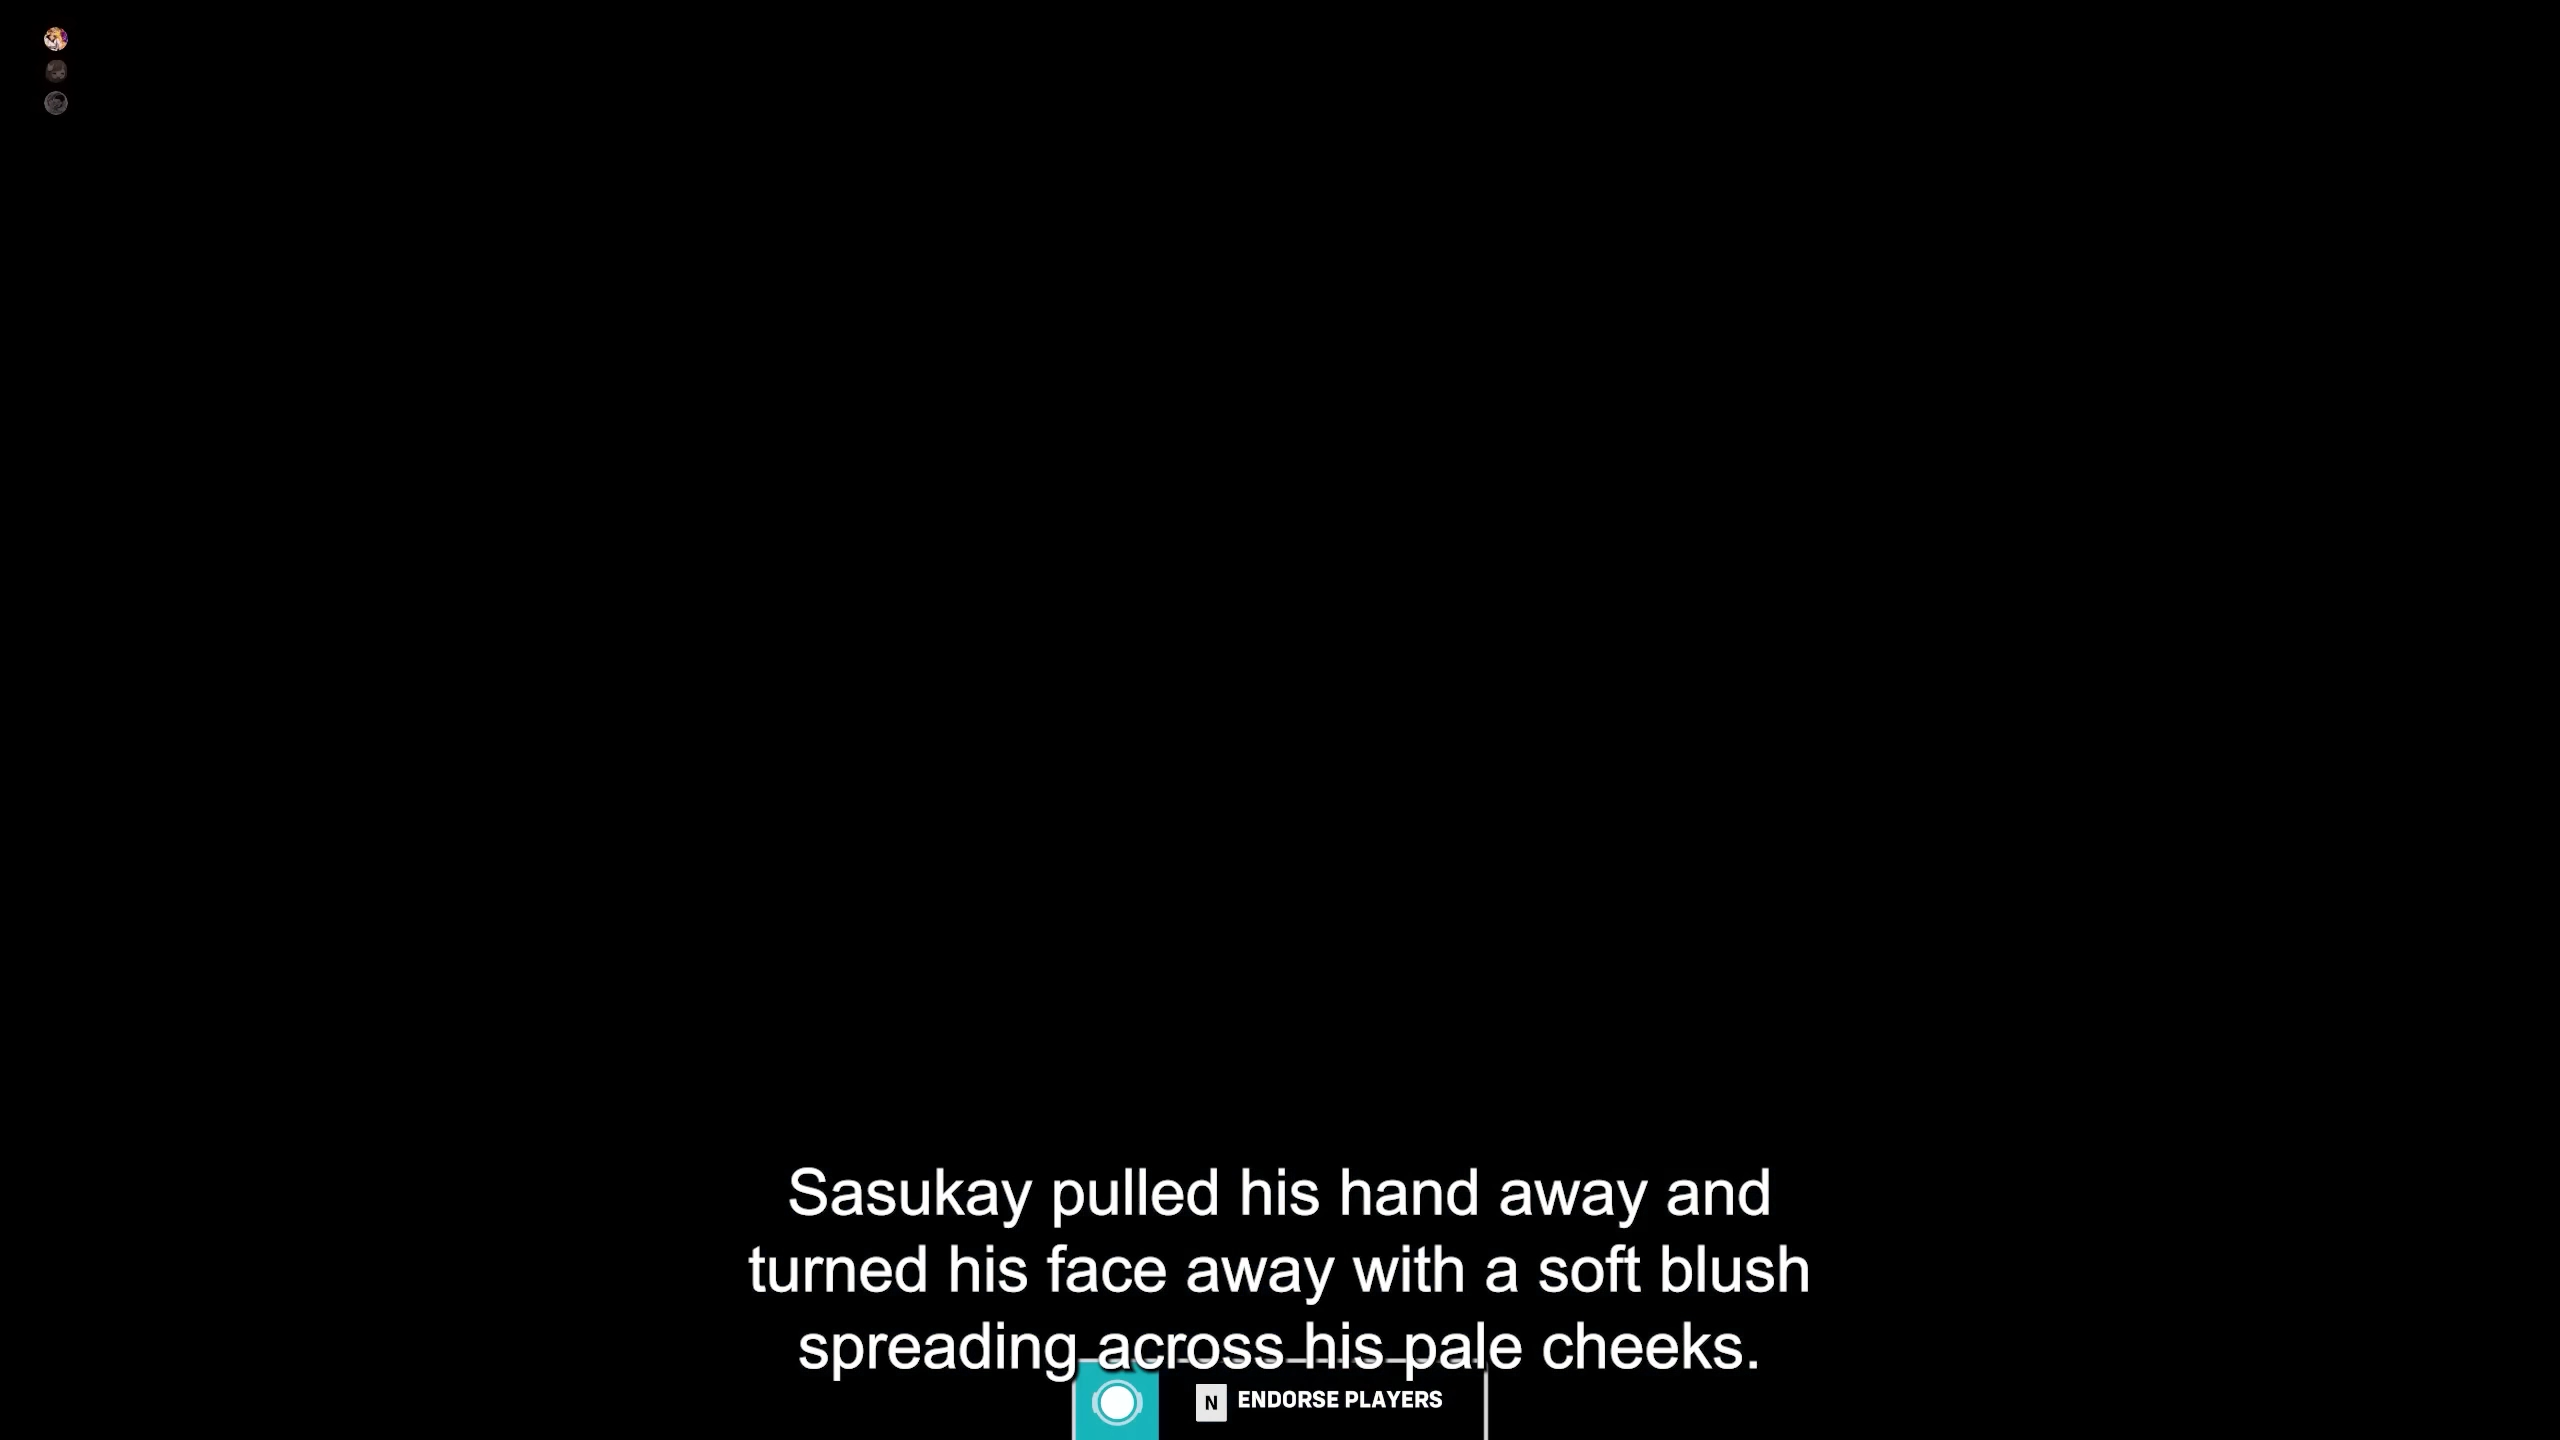 Sasukay pulled his hand away and
turned his face away with a soft blush
spreading across his pale cheeks.
N ENDORSE PLAYERS